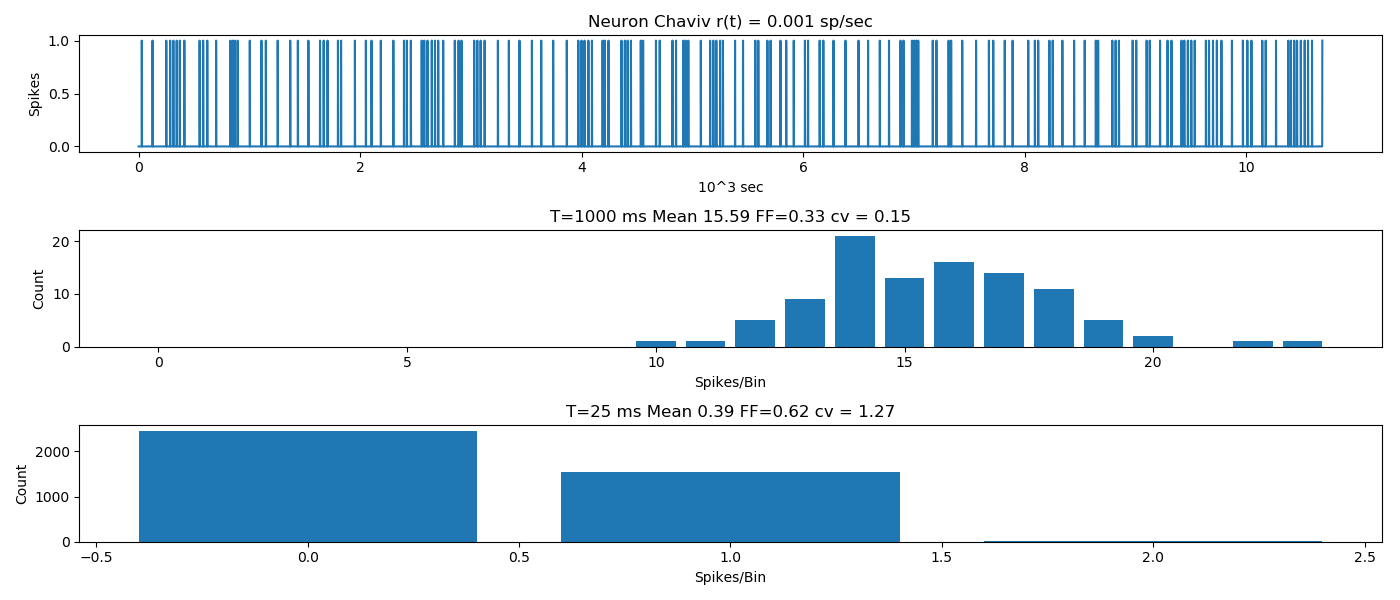 Neuron Chaviv r(t) = 0.001 sp/sec
Spikes
1.0
0.5
0.0
0 2 4 6 8 10
10^3 sec
T=1000 ms Mean 15.59 FF=0.33 cv = 0.15
Count
20
10
0
0 5 10 15 20
Spikes/Bin
T=25 ms Mean 0.39 FF=0.62 cv = 1.27
Count
2000
1000
0
−0.5 0.0 0.5 1.0 1.5 2.0 2.5
Spikes/Bin